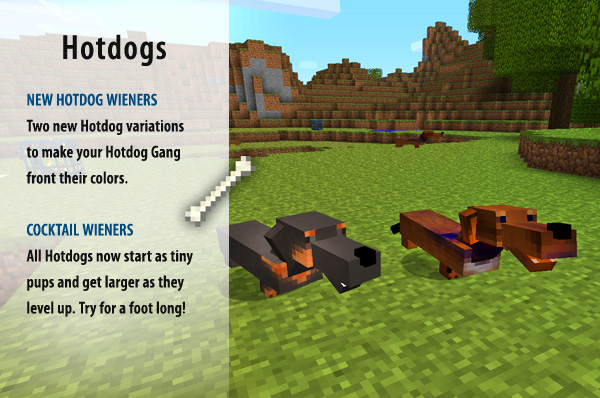 Hotdogs
NEW HOTDOG WIENERS
Two new Hotdog variations
to make your Hotdog Gang
front their colors.
COCKTAIL WIENERS
All Hotdogs now start as tiny
pups and get larger as they
level up. Try for a foot long!